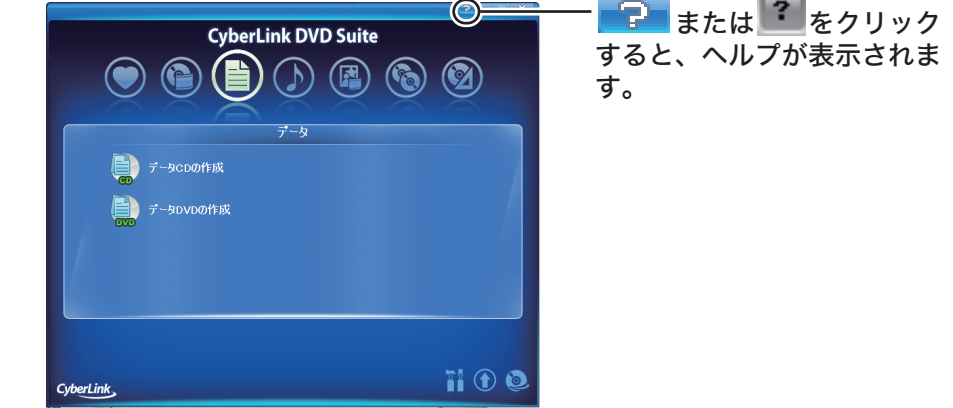 CyberLink DVD Suite
データ
データCDの作成
CD
データDVDの作成
DVD
CyberLink
? または ? をクリック
すると、ヘルプが表示されま
す。